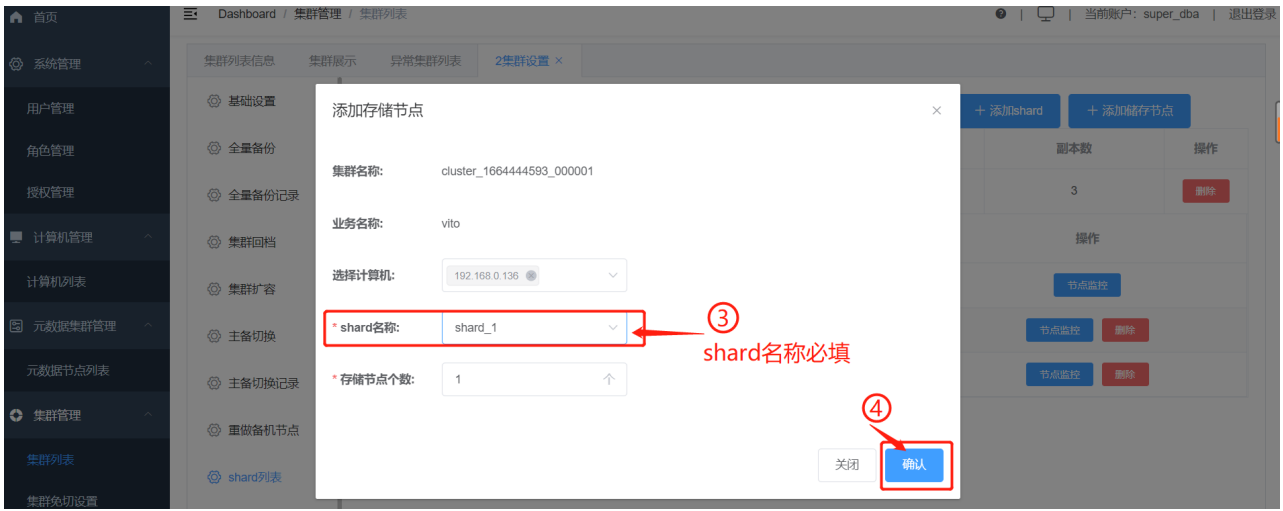 首页
Dashboard / 集群管理 / 集群列表
当前账户：super_dba | 退出登录
系统管理
用户管理
角色管理
授权管理
计算机管理
计算机列表
元数据集群管理
元数据节点列表
集群管理
集群列表
集群免切设置
集群列表信息
集群展示
异常集群列表
2集群设置 ×
基础设置
全量备份
全量备份记录
集群回档
集群扩容
主备切换
主备切换记录
重做备机节点
shard列表
添加存储节点
×
集群名称: cluster_1664444593_000001
业务名称: vito
选择计算机: 192.168.0.136
* shard名称: shard_1
* 存储节点个数: 1
③
shard名称必填
④
关闭
确认
+ 添加shard
+ 添加储存节点
副本数 操作
3 删除
操作
节点监控
节点监控 删除
节点监控 删除